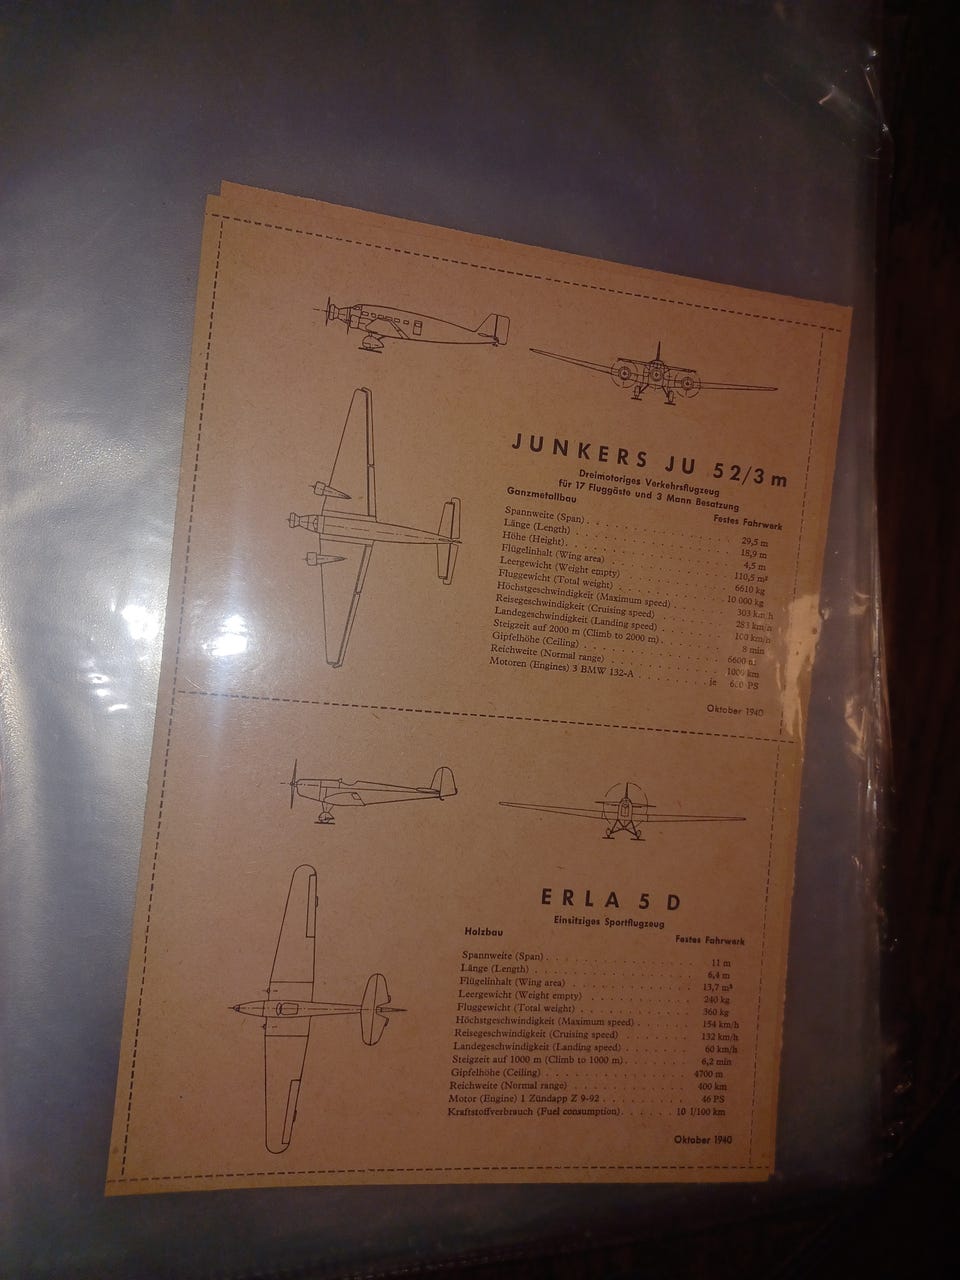 JUNKERS JU 52/3m
Dreimotoriges Verkehrsflugzeug
für 17 Fluggäste und 3 Mann Besatzung
Ganzmetallbau Festes Fahrwerk
Spannweite (Span) . . . . . 29,5 m
Länge (Length) . . . . . 18,9 m
Höhe (Height) . . . . . 4,5 m
Flügelinhalt (Wing area) . . . . . 110,5 m²
Leergewicht (Weight empty) . . . . . 6610 kg
Fluggewicht (Total weight) . . . . . 10 000 kg
Höchstgeschwindigkeit (Maximum speed) . . . . . 303 km/h
Reisegeschwindigkeit (Cruising speed) . . . . . 283 km/h
Landegeschwindigkeit (Landing speed) . . . . . 100 km/h
Steigzeit auf 2000 m (Climb to 2000 m) . . . . . 8 min
Gipfelhöhe (Ceiling) . . . . . 6600 m
Reichweite (Normal range) . . . . . 1000 km
Motoren (Engines) 3 BMW 132-A . . . . . je PS
Oktober 1940
ERLA 5 D
Einsitziges Sportflugzeug
Holzbau Festes Fahrwerk
Spannweite (Span) . . . . . 11 m
Länge (Length) . . . . . 6,4 m
Flügelinhalt (Wing area) . . . . . 13,7 m²
Leergewicht (Weight empty) . . . . . 240 kg
Fluggewicht (Total weight) . . . . . 360 kg
Höchstgeschwindigkeit (Maximum speed) . . . . . 154 km/h
Reisegeschwindigkeit (Cruising speed) . . . . . 132 km/h
Landegeschwindigkeit (Landing speed) . . . . . 60 km/h
Steigzeit auf 1000 m (Climb to 1000 m) . . . . . 6,2 min
Gipfelhöhe (Ceiling) . . . . . 4700 m
Reichweite (Normal range) . . . . . 400 km
Motor (Engine) 1 Zündapp Z 9-92 . . . . . 46 PS
Kraftstoffverbrauch (Fuel consumption) . . . . . 10 l/100 km
Oktober 1940